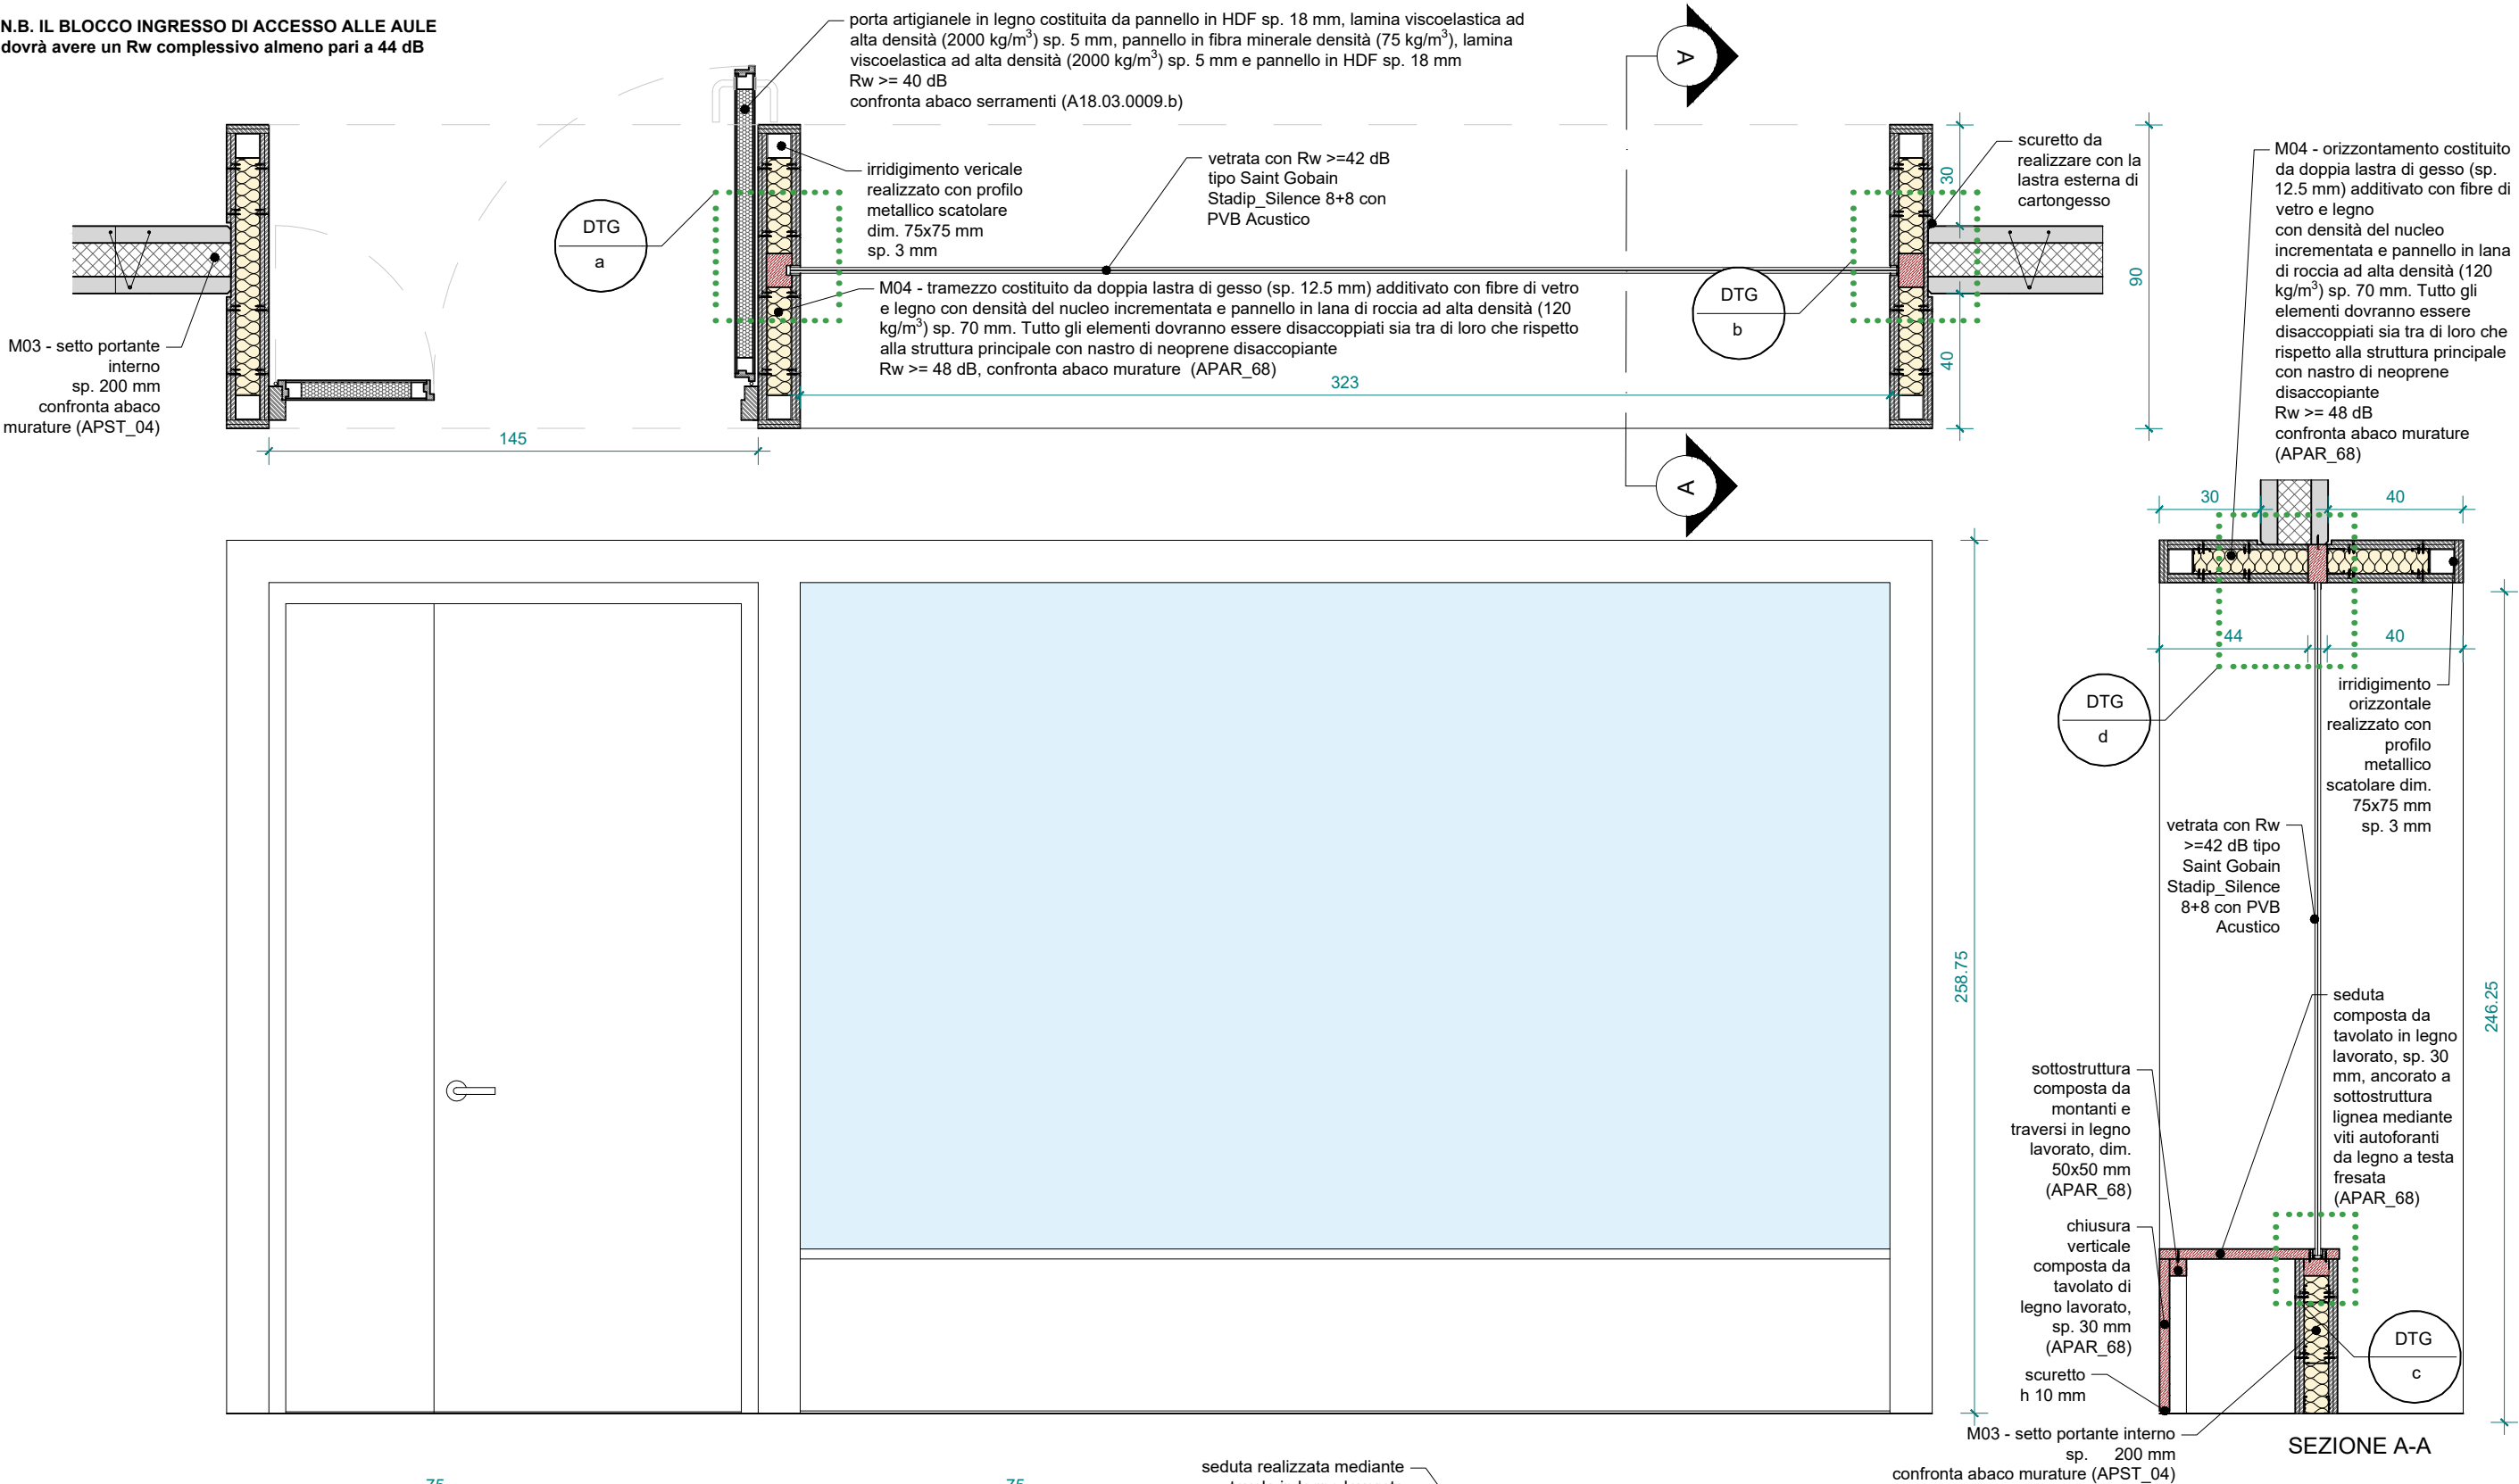 N.B. IL BLOCCO INGRESSO DI ACCESSO ALLE AULE
dovrà avere un Rw complessivo almeno pari a 44 dB
porta artigianele in legno costituita da pannello in HDF sp. 18 mm, lamina viscoelastica ad
alta densità (2000 kg/m³) sp. 5 mm, pannello in fibra minerale densità (75 kg/m³), lamina
viscoelastica ad alta densità (2000 kg/m³) sp. 5 mm e pannello in HDF sp. 18 mm
Rw >= 40 dB
confronta abaco serramenti (A18.03.0009.b)
A
irridigimento vericale
realizzato con profilo
metallico scatolare
dim. 75x75 mm
sp. 3 mm
vetrata con Rw >=42 dB
tipo Saint Gobain
Stadip_Silence 8+8 con
PVB Acustico
scuretto da
realizzare con la
lastra esterna di
cartongesso
30
90
40
M04 - orizzontamento costituito
da doppia lastra di gesso (sp.
12.5 mm) additivato con fibre di
vetro e legno
con densità del nucleo
incrementata e pannello in lana
di roccia ad alta densità (120
kg/m³) sp. 70 mm. Tutto gli
elementi dovranno essere
disaccoppiati sia tra di loro che
rispetto alla struttura principale
con nastro di neoprene
disaccopiante
Rw >= 48 dB
confronta abaco murature
(APAR_68)
DTG
a
DTG
b
M04 - tramezzo costituito da doppia lastra di gesso (sp. 12.5 mm) additivato con fibre di vetro
e legno con densità del nucleo incrementata e pannello in lana di roccia ad alta densità (120
kg/m³) sp. 70 mm. Tutto gli elementi dovranno essere disaccoppiati sia tra di loro che rispetto
alla struttura principale con nastro di neoprene disaccopiante
Rw >= 48 dB, confronta abaco murature (APAR_68)
M03 - setto portante
interno
sp. 200 mm
confronta abaco
murature (APST_04)
323
145
A
30
40
44
40
DTG
d
irridigimento
orizzontale
realizzato con
profilo
metallico
scatolare dim.
75x75 mm
sp. 3 mm
vetrata con Rw
>=42 dB tipo
Saint Gobain
Stadip_Silence
8+8 con PVB
Acustico
258.75
246.25
seduta
composta da
tavolato in legno
lavorato, sp. 30
mm, ancorato a
sottostruttura
lignea mediante
viti autoforanti
da legno a testa
fresata
(APAR_68)
sottostruttura
composta da
montanti e
traversi in legno
lavorato, dim.
50x50 mm
(APAR_68)
chiusura
verticale
composta da
tavolato di
legno lavorato,
sp. 30 mm
(APAR_68)
scuretto
h 10 mm
DTG
c
M03 - setto portante interno
sp. 200 mm
confronta abaco murature (APST_04)
SEZIONE A-A
75
75
seduta realizzata mediante